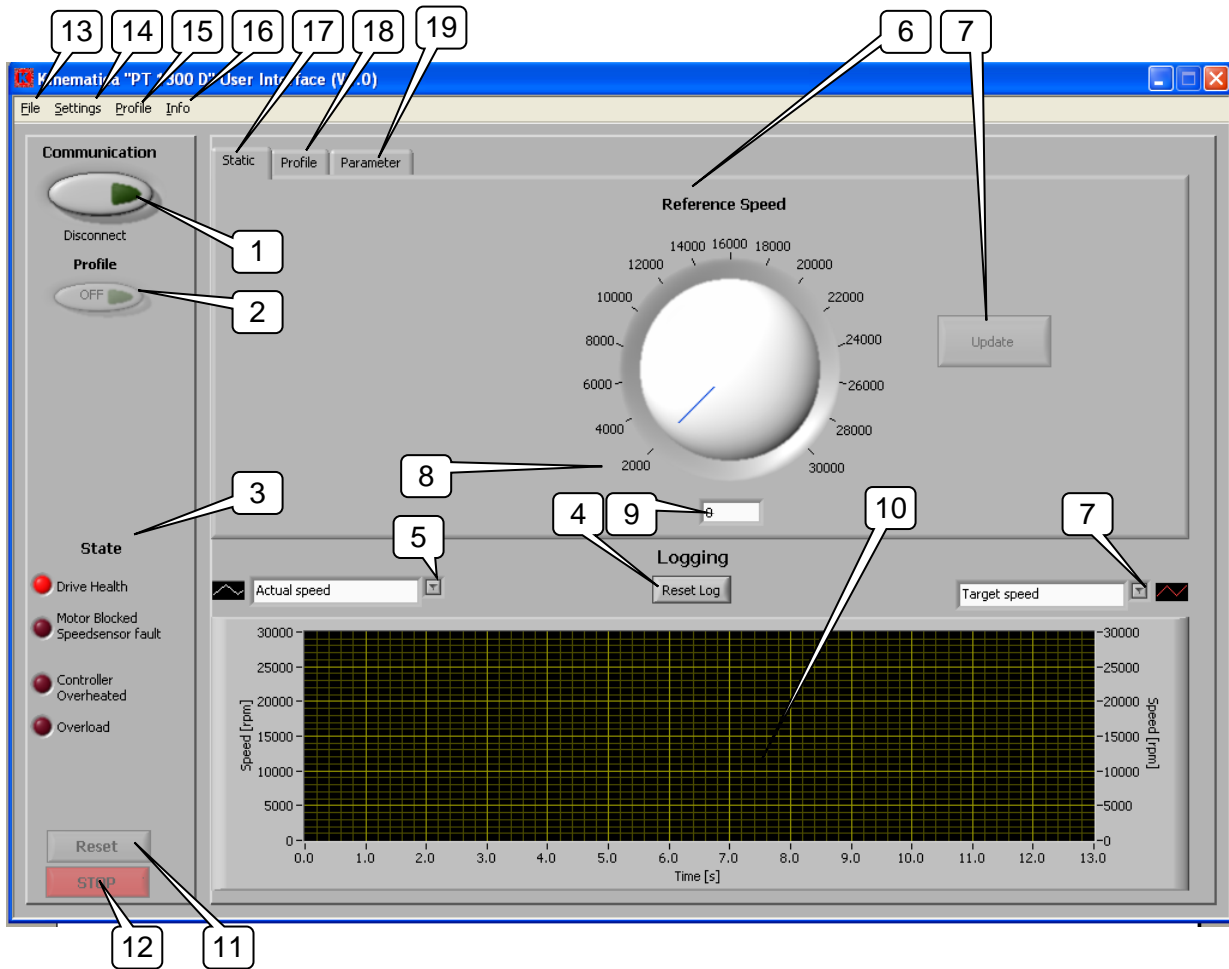 13 14 15 16 17 18 19 6 7
Kinematica "PT 1300 D" User Interface (V1.0)
File Settings Profile Info
Communication
Disconnect
1
Profile
OFF
2
3
State
Drive Health
Motor Blocked
Speedsensor fault
Controller
Overheated
Overload
Reset
STOP
12 11
Static Profile Parameter
Reference Speed
2000
4000
6000
8000
10000
12000
14000
16000
18000
20000
22000
24000
26000
28000
30000
Update
8
0
5 4 9 10 7
Logging
Actual speed
Reset Log
Target speed
30000
25000
20000
15000
10000
5000
0
Speed [rpm]
30000
25000
20000
15000
10000
5000
0
Speed [rpm]
0.0 1.0 2.0 3.0 4.0 5.0 6.0 7.0 8.0 9.0 10.0 11.0 12.0 13.0
Time [s]